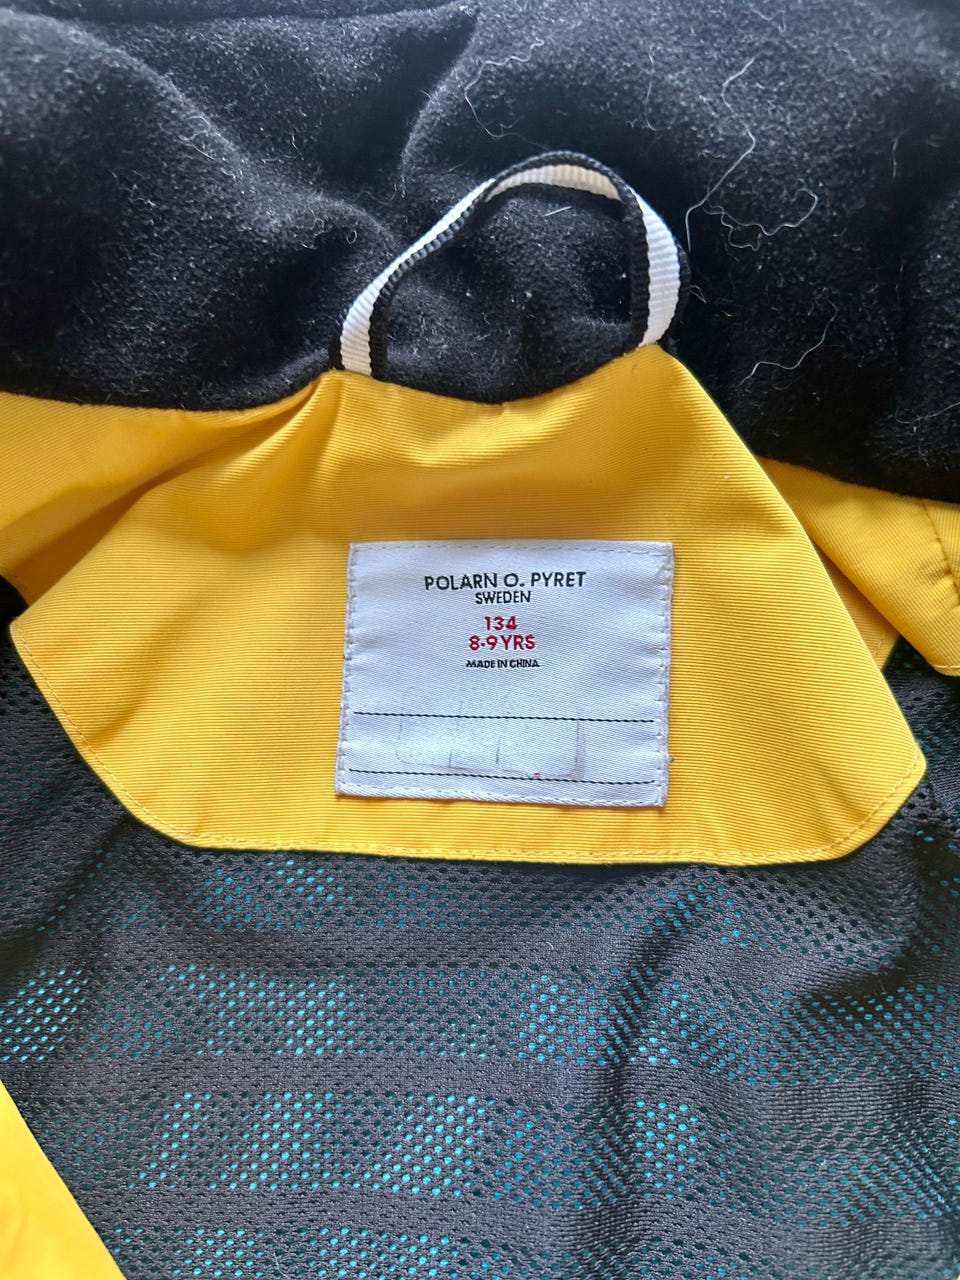 POLARN O. PYRET
SWEDEN
134
8-9 YRS
MADE IN CHINA